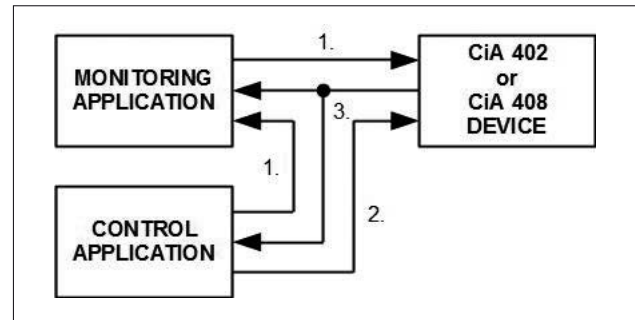 MONITORING
APPLICATION
1.
CiA 402
or
CiA 408
DEVICE
3.
1.
2.
CONTROL
APPLICATION